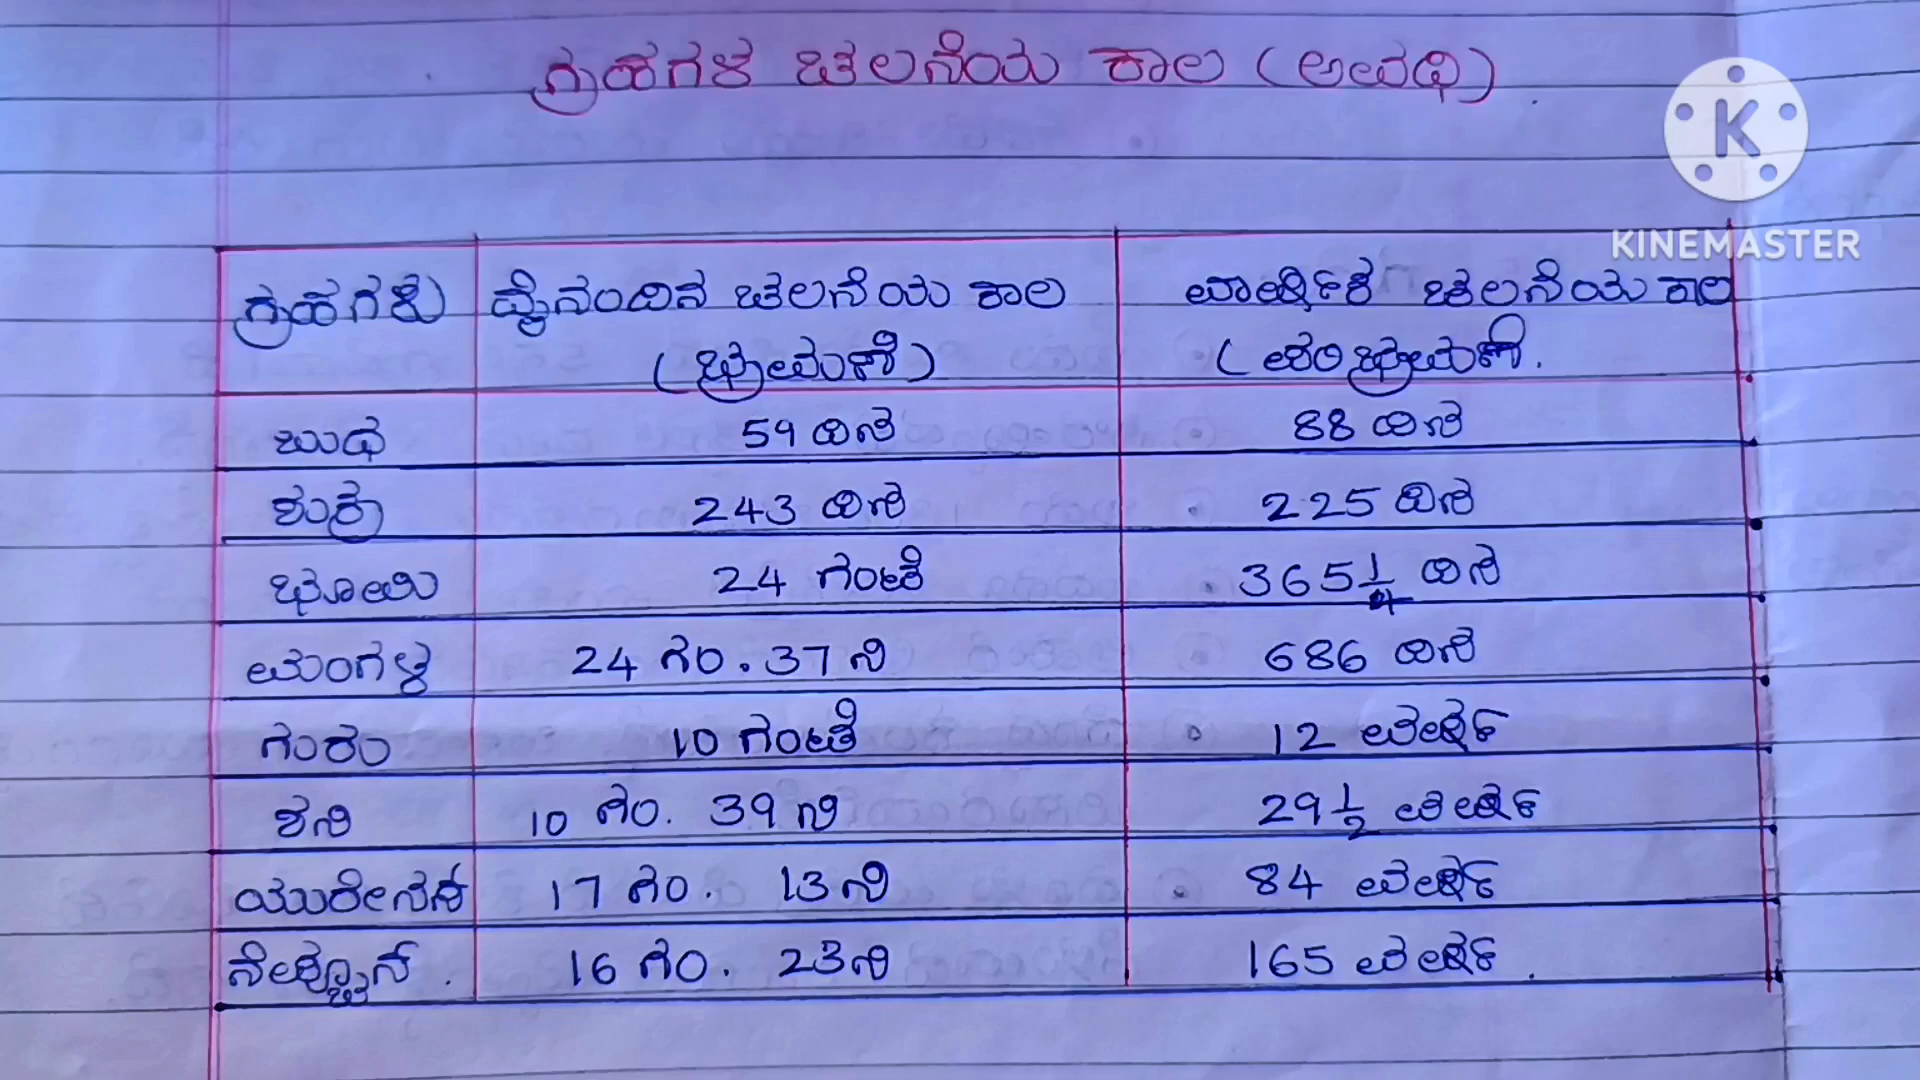 ಗ್ರಹಗಳ ಚಲನೆಯ ಕಾಲ (ಅವಧಿ)
KINEMASTER
ಗ್ರಹಗಳು ದೈನಂದಿನ ಚಲನೆಯ ಕಾಲ (ಭ್ರಮಣೆ) ವಾರ್ಷಿಕ ಚಲನೆಯ ಕಾಲ (ಪರಿಭ್ರಮಣೆ.
ಬುಧ 59 ದಿನ 88 ದಿನ
ಶುಕ್ರ 243 ದಿನ 225 ದಿನ
ಭೂಮಿ 24 ಗಂಟೆ 365 1/4 ದಿನ
ಮಂಗಳ 24 ಗಂ. 37 ನಿ 686 ದಿನ
ಗುರು 10 ಗಂಟೆ 12 ವರ್ಷ
ಶನಿ 10 ಗಂ. 39 ನಿ 29 1/2 ವರ್ಷ
ಯುರೇನಸ್ 17 ಗಂ. 13 ನಿ 84 ವರ್ಷ
ನೇಪ್ಚೂನ್. 16 ಗಂ. 23 ನಿ 165 ವರ್ಷ.